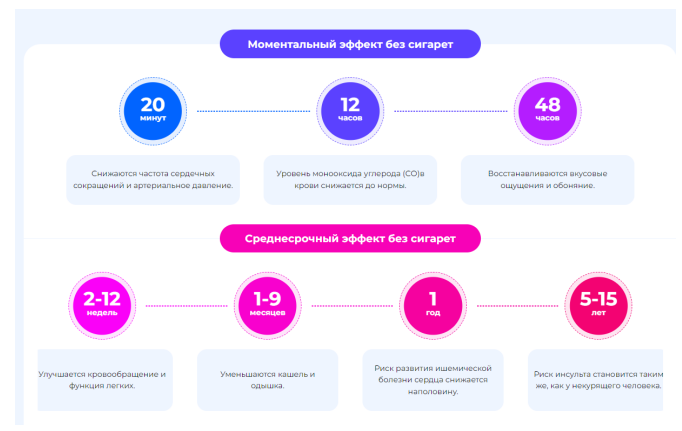 Моментальный эффект без сигарет
20
минут
12
часов
48
часов
Снижаются частота сердечных
сокращений и артериальное давление.
Уровень монооксида углерода (CO)в
крови снижается до нормы.
Восстанавливаются вкусовые
ощущения и обоняние.
Среднесрочный эффект без сигарет
2-12
недель
1-9
месяцев
1
год
5-15
лет
Улучшается кровообращение и
функция легких.
Уменьшаются кашель и
одышка.
Риск развития ишемической
болезни сердца снижается
наполовину.
Риск инсульта становится таким
же, как у некурящего человека.